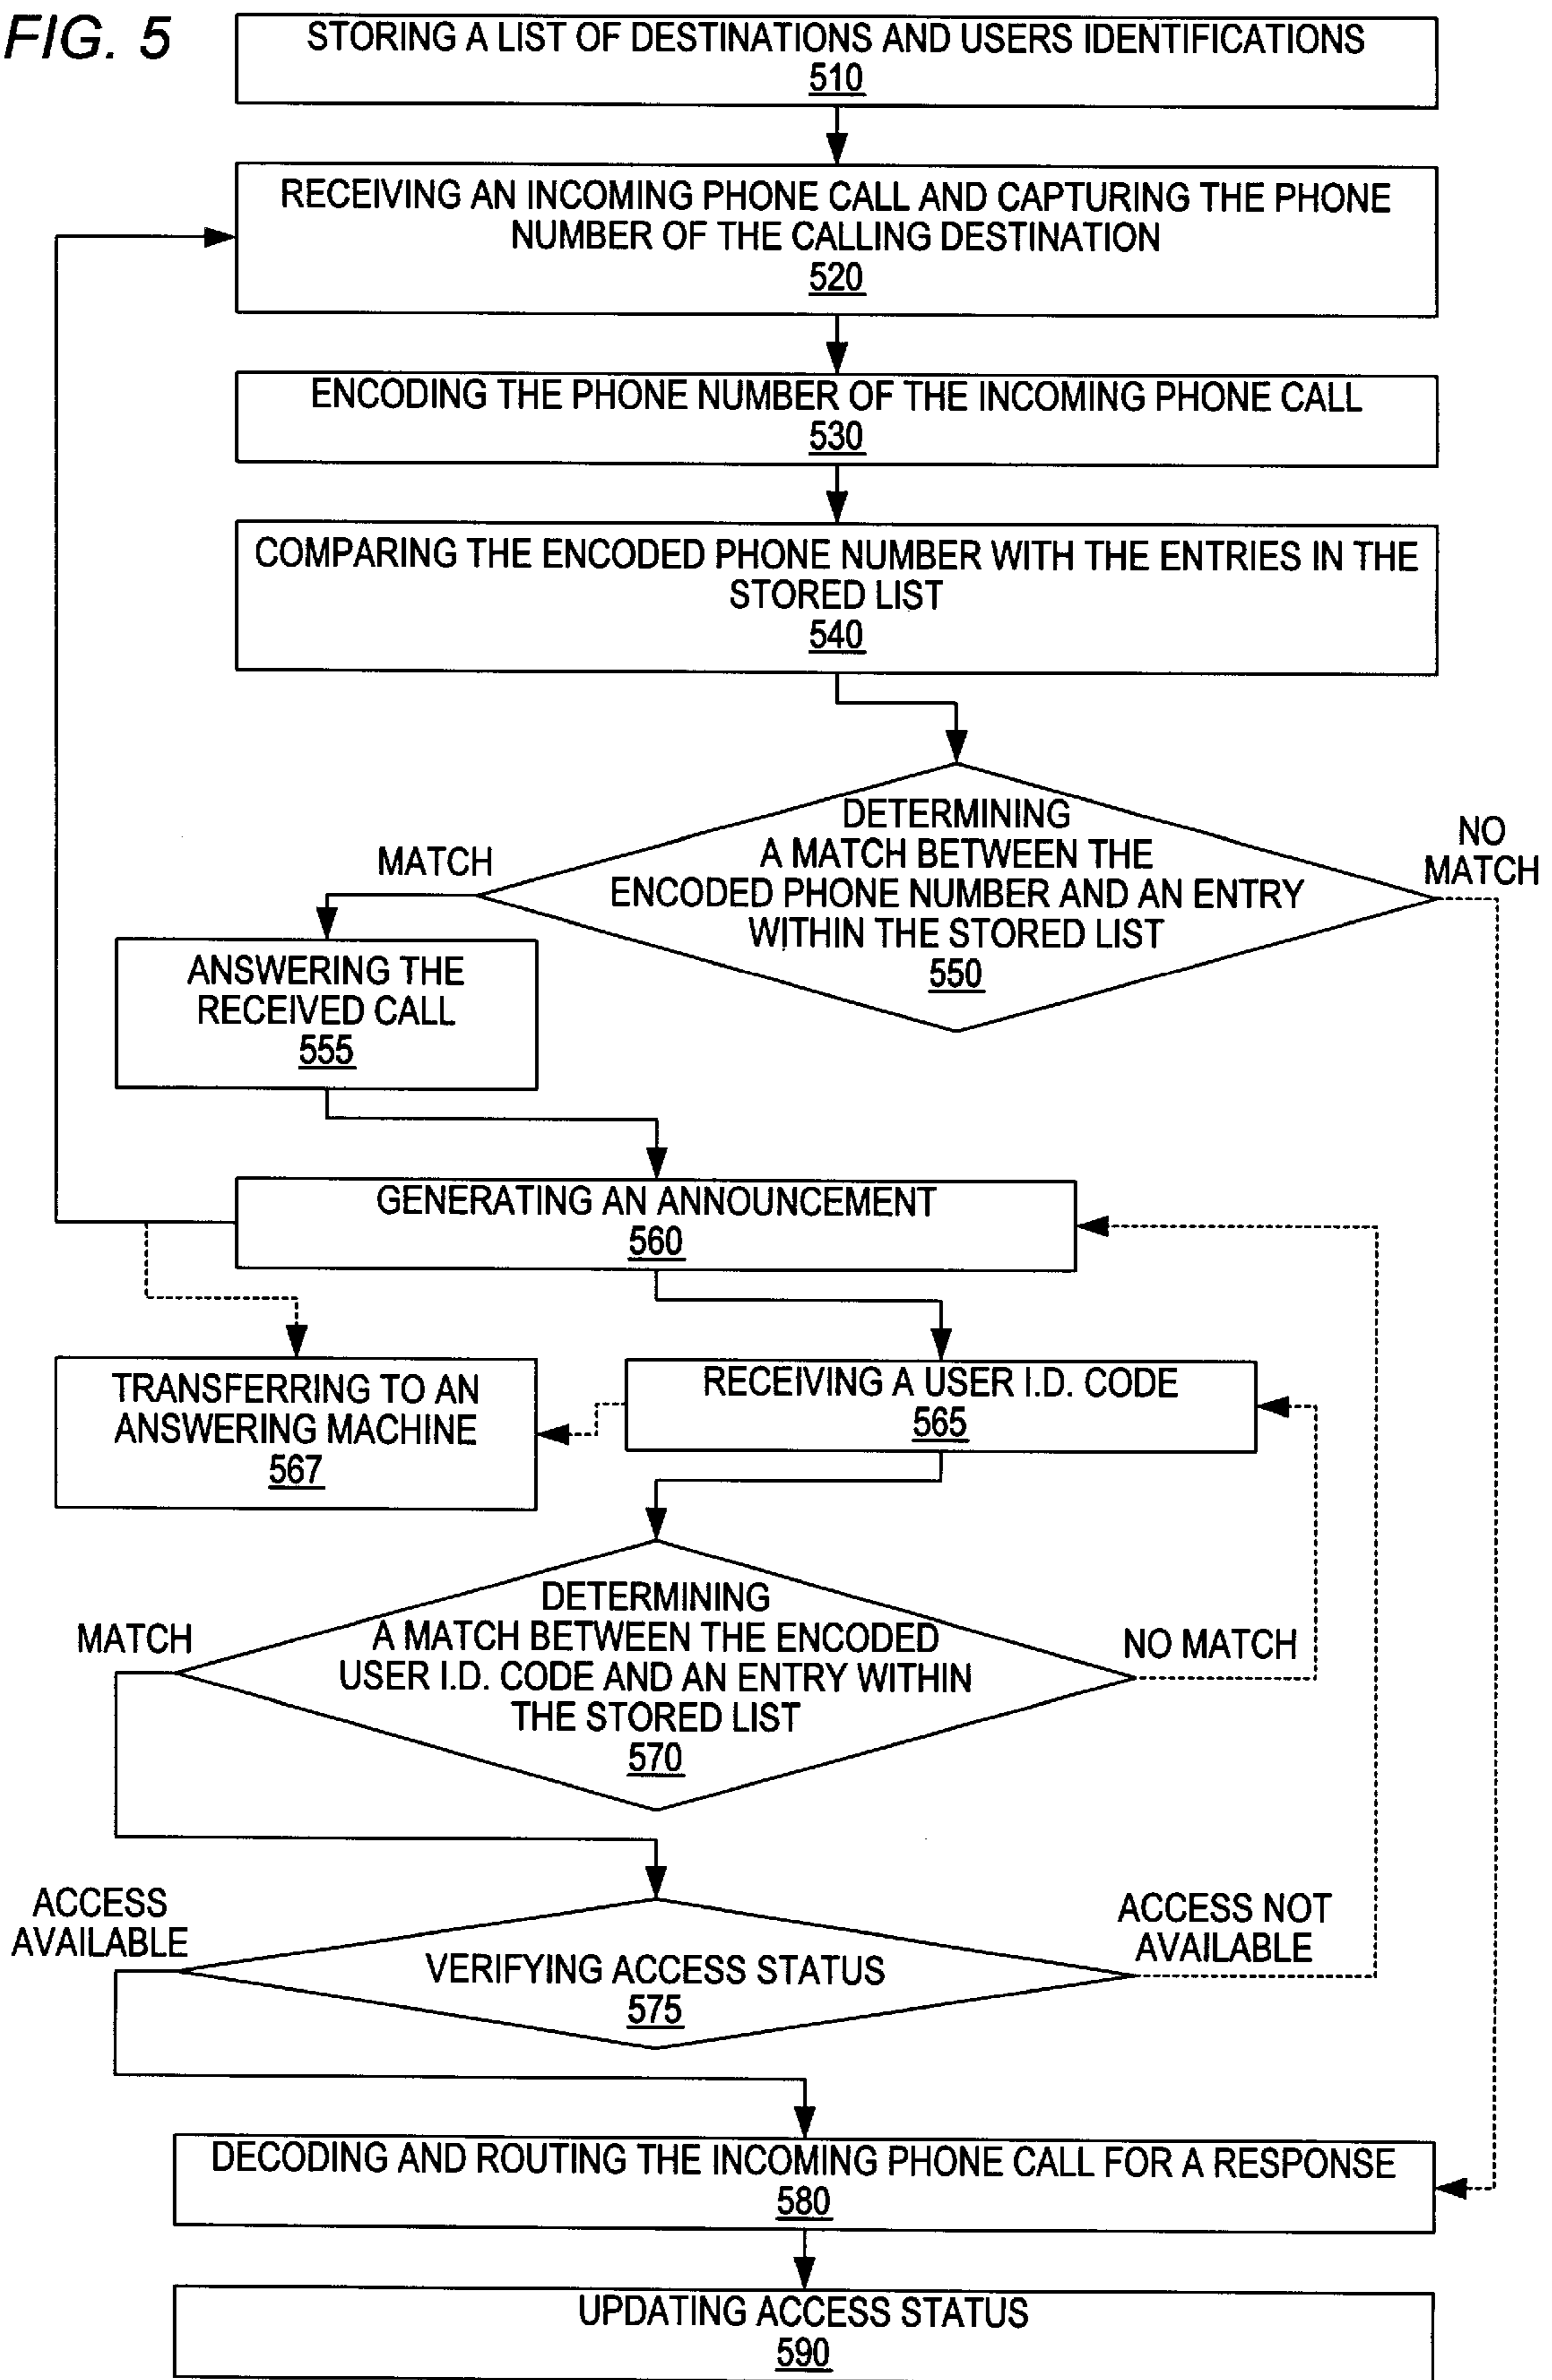 FIG. 5
STORING A LIST OF DESTINATIONS AND USERS IDENTIFICATIONS
510
RECEIVING AN INCOMING PHONE CALL AND CAPTURING THE PHONE
NUMBER OF THE CALLING DESTINATION
520
ENCODING THE PHONE NUMBER OF THE INCOMING PHONE CALL
530
COMPARING THE ENCODED PHONE NUMBER WITH THE ENTRIES IN THE
STORED LIST
540
DETERMINING
A MATCH BETWEEN THE
ENCODED PHONE NUMBER AND AN ENTRY
WITHIN THE STORED LIST
550
MATCH
NO
MATCH
ANSWERING THE
RECEIVED CALL
555
GENERATING AN ANNOUNCEMENT
560
TRANSFERRING TO AN
ANSWERING MACHINE
567
RECEIVING A USER I.D. CODE
565
DETERMINING
A MATCH BETWEEN THE ENCODED
USER I.D. CODE AND AN ENTRY WITHIN
THE STORED LIST
570
MATCH
NO MATCH
ACCESS
AVAILABLE
VERIFYING ACCESS STATUS
575
ACCESS NOT
AVAILABLE
DECODING AND ROUTING THE INCOMING PHONE CALL FOR A RESPONSE
580
UPDATING ACCESS STATUS
590